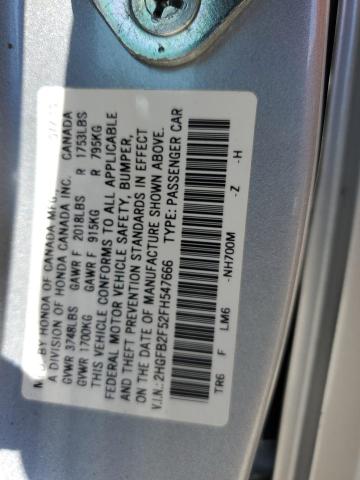 BY HONDA OF CANADA MFG.,
A DIVISION OF HONDA CANADA INC. CANADA
GVWR 3748LBS GAWR F 2018LBS R 1753LBS
GVWR 1700KG GAWR F 915KG R 795KG
THIS VEHICLE CONFORMS TO ALL APPLICABLE
FEDERAL MOTOR VEHICLE SAFETY, BUMPER,
AND THEFT PREVENTION STANDARDS IN EFFECT
ON THE DATE OF MANUFACTURE SHOWN ABOVE.
V.I.N.: 2HGFB2F52FH547666 TYPE: PASSENGER CAR
TR6 F LM6 -NH700M -Z -H